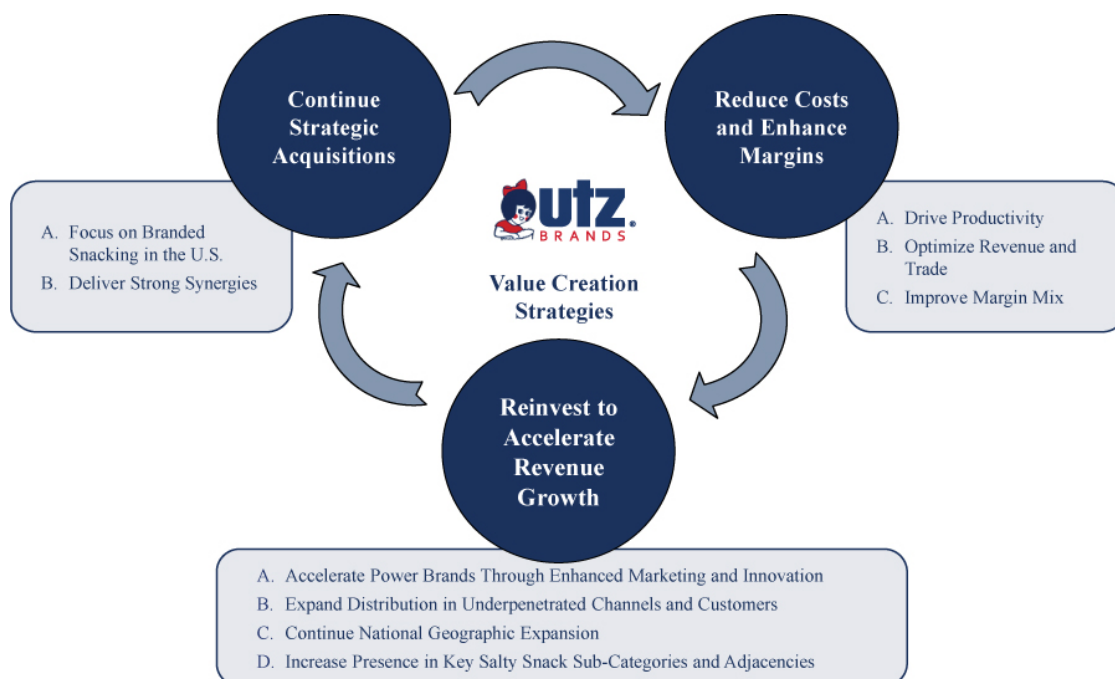 Continue
Strategic
Acquisitions
A. Focus on Branded
Snacking in the U.S.
B. Deliver Strong Synergies
Reduce Costs
and Enhance
Margins
A. Drive Productivity
B. Optimize Revenue and
Trade
C. Improve Margin Mix
utz®
BRANDS
Value Creation
Strategies
Reinvest to
Accelerate
Revenue
Growth
A. Accelerate Power Brands Through Enhanced Marketing and Innovation
B. Expand Distribution in Underpenetrated Channels and Customers
C. Continue National Geographic Expansion
D. Increase Presence in Key Salty Snack Sub-Categories and Adjacencies